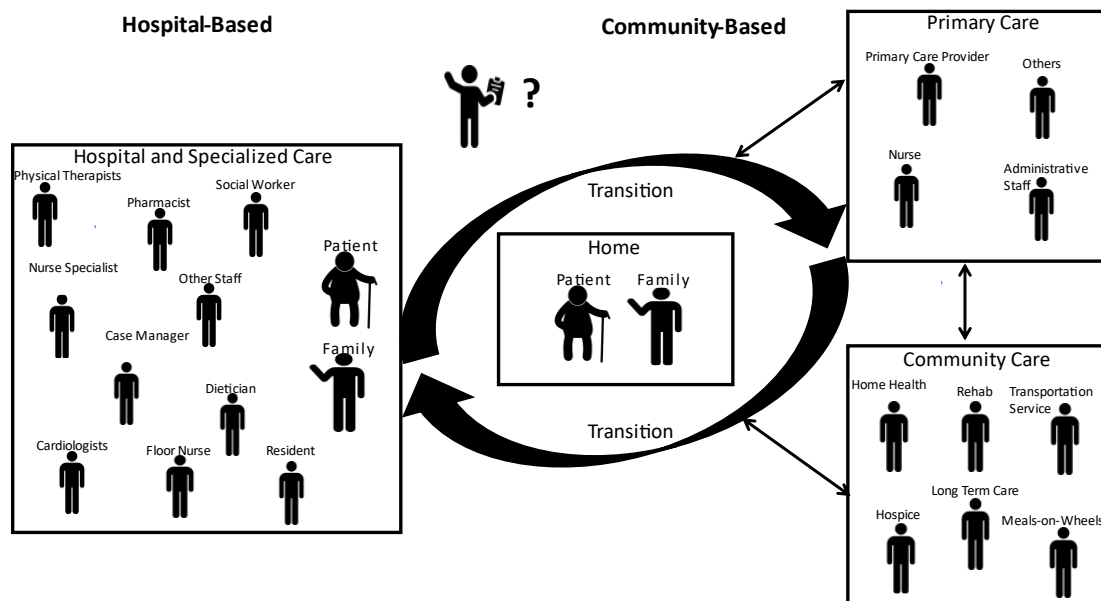 Hospital-Based
Community-Based
?
Hospital and Specialized Care
Physical Therapists
Social Worker
Pharmacist
Patient
Nurse Specialist
Other Staff
Case Manager
Family
Dietician
Cardiologists
Floor Nurse
Resident
Transition
Home
Patient
Family
Transition
Primary Care
Primary Care Provider
Others
Nurse
Administrative
Staff
Community Care
Home Health
Rehab
Transportation
Service
Long Term Care
Hospice
Meals-on-Wheels